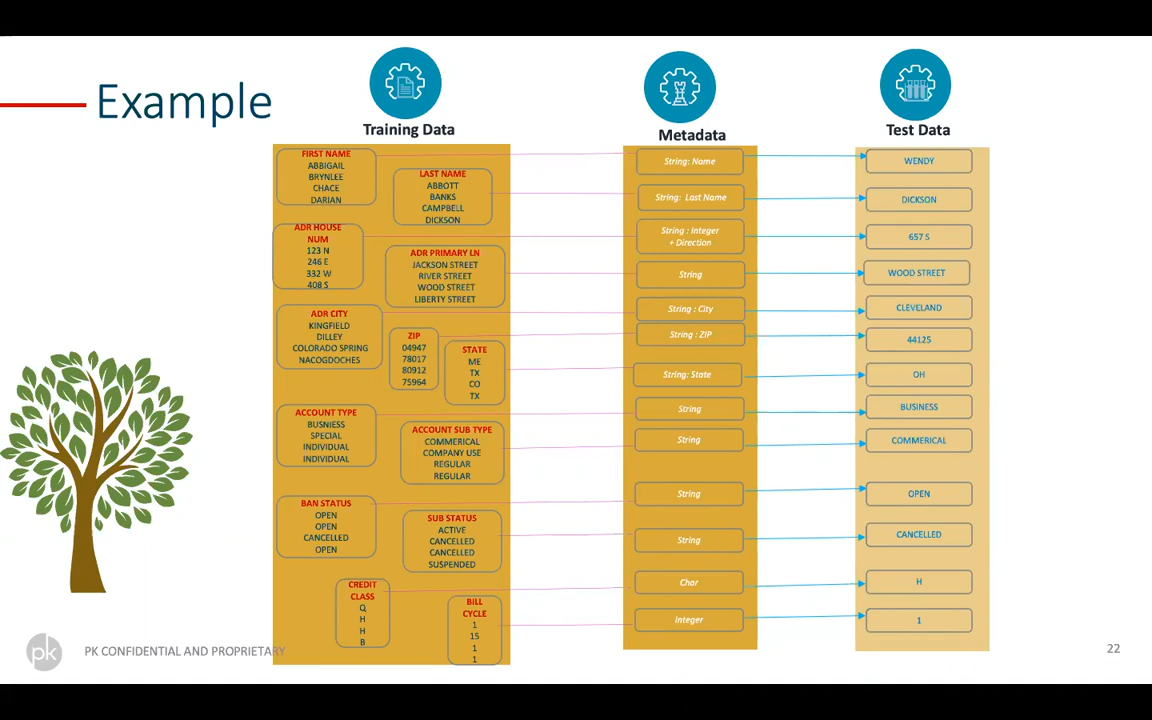 Example
Training Data
Metadata
Test Data
FIRST NAME
ABBIGAIL
BRYNLEE
CHACE
DARIAN
LAST NAME
ABBOTT
BANKS
CAMPBELL
DICKSON
ADR HOUSE
NUM
123 N
246 E
332 W
408 S
ADR PRIMARY LN
JACKSON STREET
RIVER STREET
WOOD STREET
LIBERTY STREET
ADR CITY
KINGFIELD
DILLEY
COLORADO SPRING
NACOGDOCHES
ZIP
04947
78017
80912
75964
STATE
ME
TX
CO
TX
ACCOUNT TYPE
BUSNIESS
SPECIAL
INDIVIDUAL
INDIVIDUAL
ACCOUNT SUB TYPE
COMMERICAL
COMPANY USE
REGULAR
REGULAR
BAN STATUS
OPEN
OPEN
CANCELLED
OPEN
SUB STATUS
ACTIVE
CANCELLED
CANCELLED
SUSPENDED
CREDIT
CLASS
Q
H
H
B
BILL
CYCLE
1
15
1
1
String: Name
String: Last Name
String : Integer
+ Direction
String
String : City
String : ZIP
String: State
String
String
String
String
Char
Integer
WENDY
DICKSON
657 S
WOOD STREET
CLEVELAND
44125
OH
BUSINESS
COMMERICAL
OPEN
CANCELLED
H
1
pk
PK CONFIDENTIAL AND PROPRIETARY
22